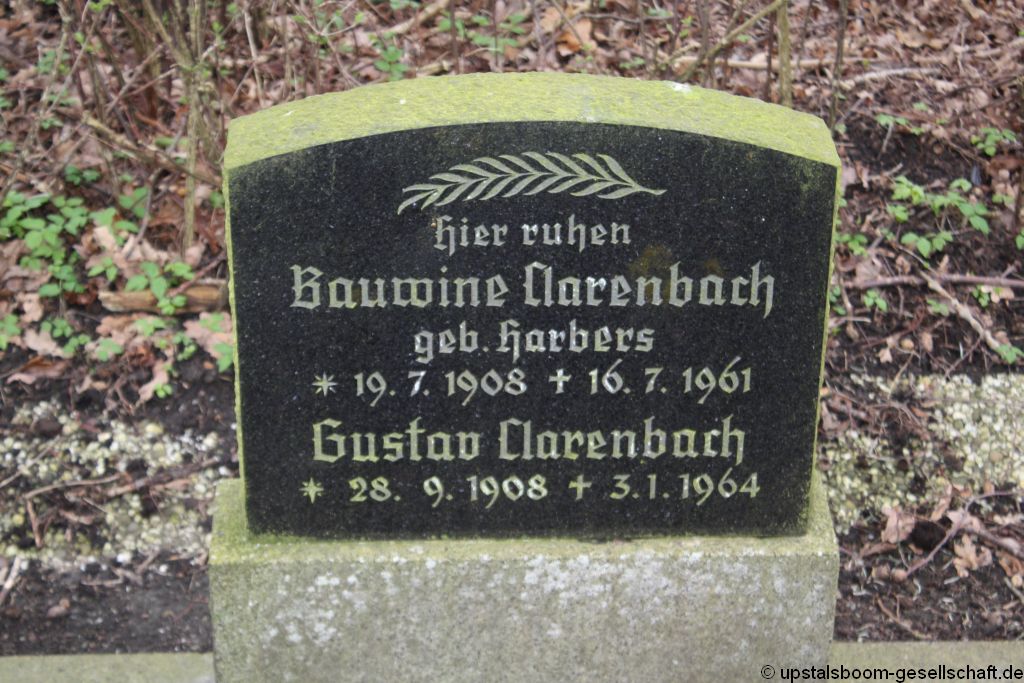 Hier ruhen
Bauwine Clarenbach
geb. Harbers
* 19. 7. 1908 ✝ 16. 7. 1961
Gustav Clarenbach
* 28. 9. 1908 ✝ 3. 1. 1964
© upstalsboom-gesellschaft.de